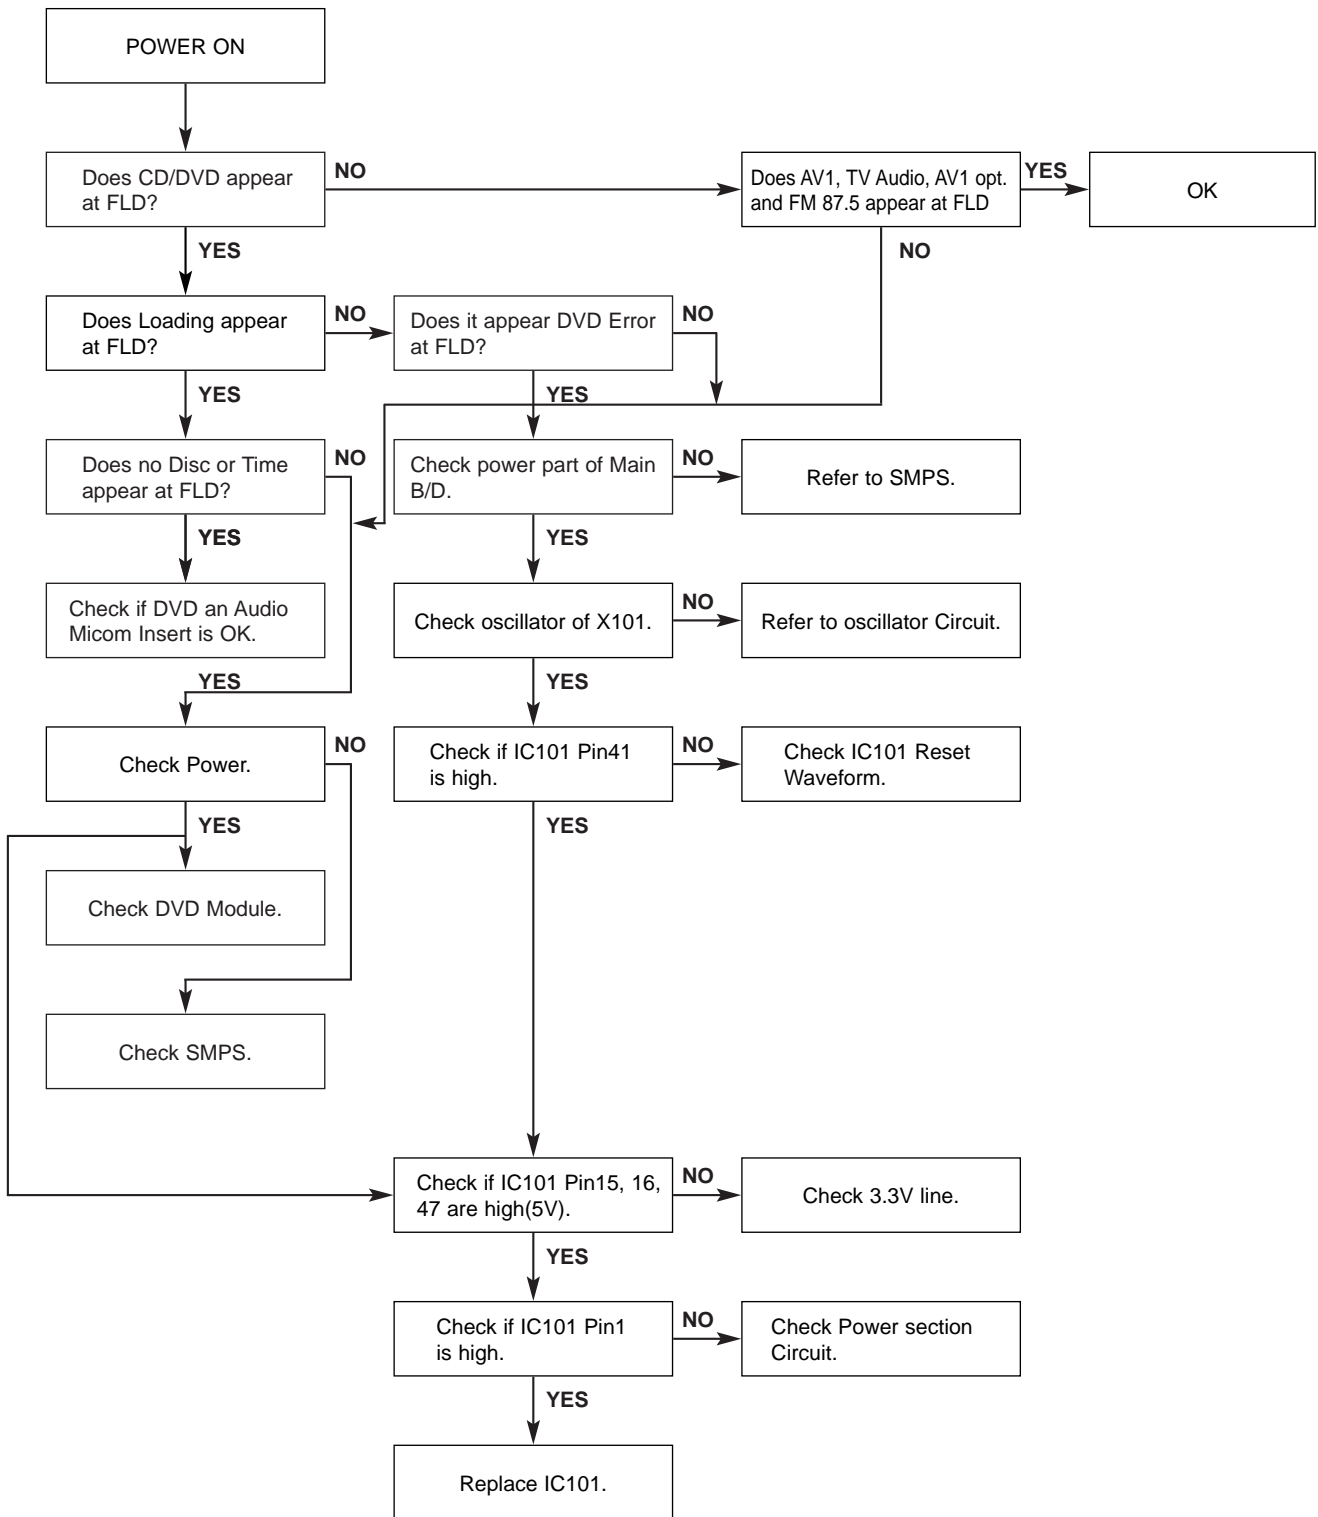 POWER ON
Does CD/DVD appear
at FLD?
NO
Does AV1, TV Audio, AV1 opt.
and FM 87.5 appear at FLD
YES
OK
YES
NO
Does Loading appear
at FLD?
NO
Does it appear DVD Error
at FLD?
NO
YES
YES
Does no Disc or Time
appear at FLD?
NO
Check power part of Main
B/D.
NO
Refer to SMPS.
YES
YES
Check if DVD an Audio
Micom Insert is OK.
Check oscillator of X101.
NO
Refer to oscillator Circuit.
YES
YES
Check Power.
NO
Check if IC101 Pin41
is high.
NO
Check IC101 Reset
Waveform.
YES
YES
Check DVD Module.
Check SMPS.
Check if IC101 Pin15, 16,
47 are high(5V).
NO
Check 3.3V line.
YES
Check if IC101 Pin1
is high.
NO
Check Power section
Circuit.
YES
Replace IC101.